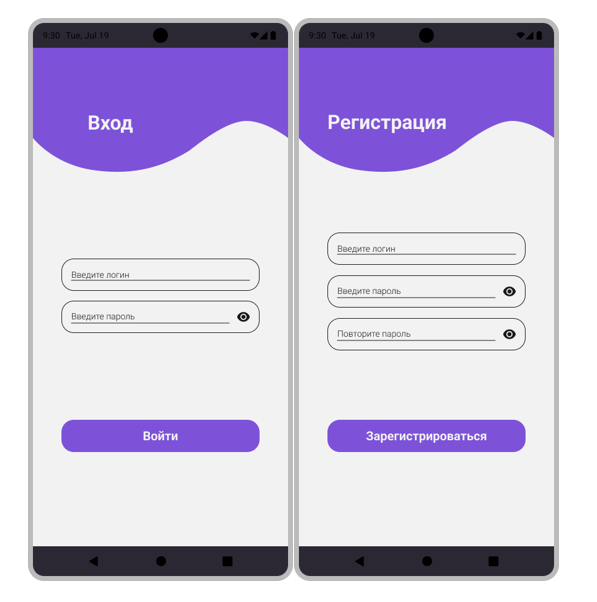 9:30 Tue, Jul 19
Вход
Введите логин
Введите пароль
Войти
9:30 Tue, Jul 19
Регистрация
Введите логин
Введите пароль
Повторите пароль
Зарегистрироваться